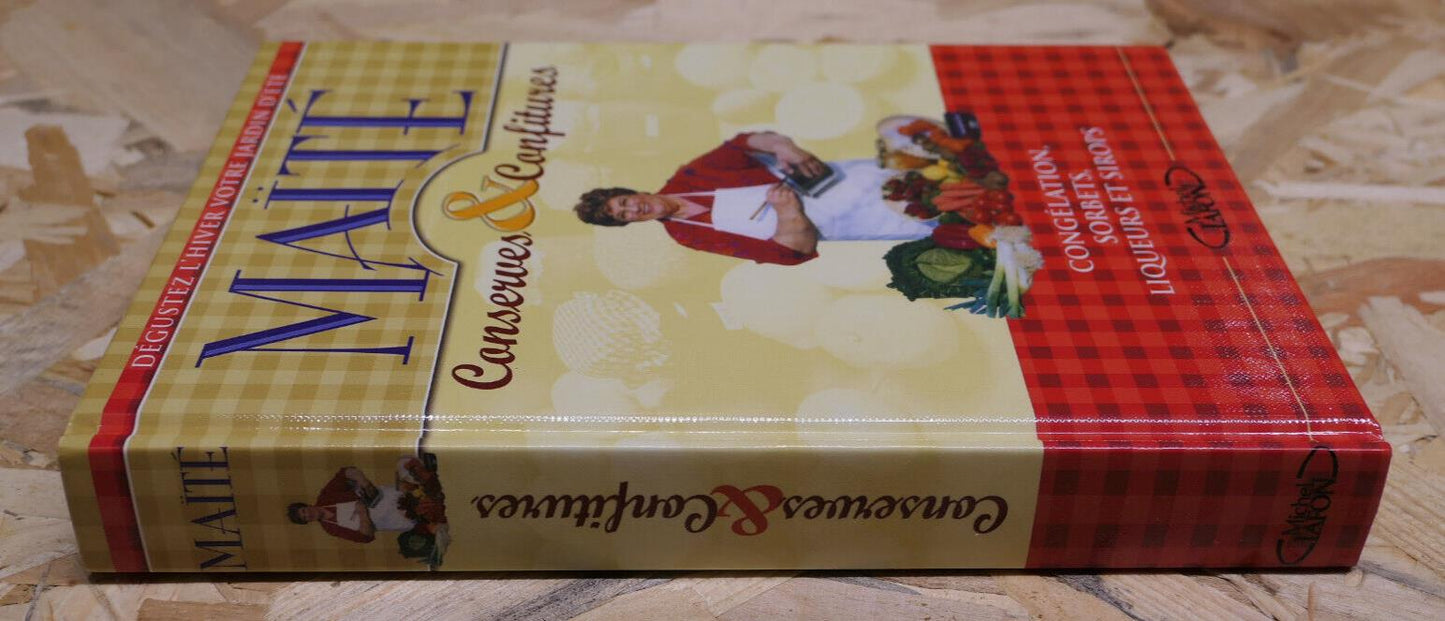 DÉGUSTEZ L'HIVER VOTRE JARDIN D'ÉTÉ
MAÏTÉ
Conserves & Confitures
CONGÉLATION,
SORBETS,
LIQUEURS ET SIROPS
Michel
LAFON
MAÏTÉ
Conserves & Confitures
Michel
LAFON